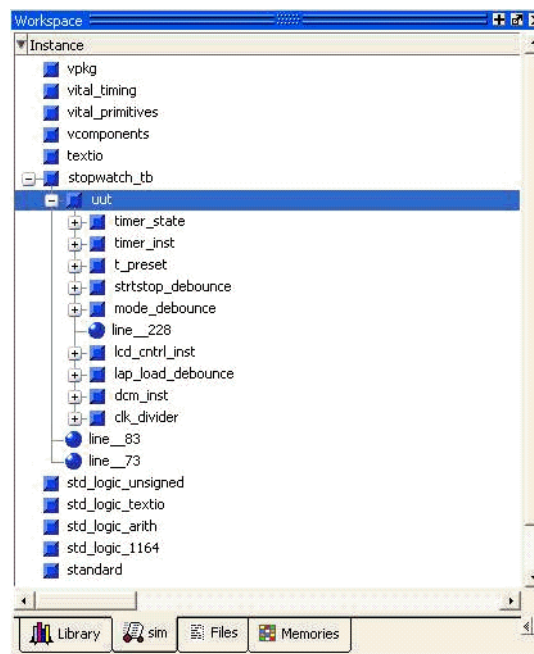 Workspace
Instance
vpkg
vital_timing
vital_primitives
vcomponents
textio
stopwatch_tb
uut
timer_state
timer_inst
t_preset
strtstop_debounce
mode_debounce
line__228
lcd_cntrl_inst
lap_load_debounce
dcm_inst
clk_divider
line__83
line__73
std_logic_unsigned
std_logic_textio
std_logic_arith
std_logic_1164
standard
Library sim Files Memories